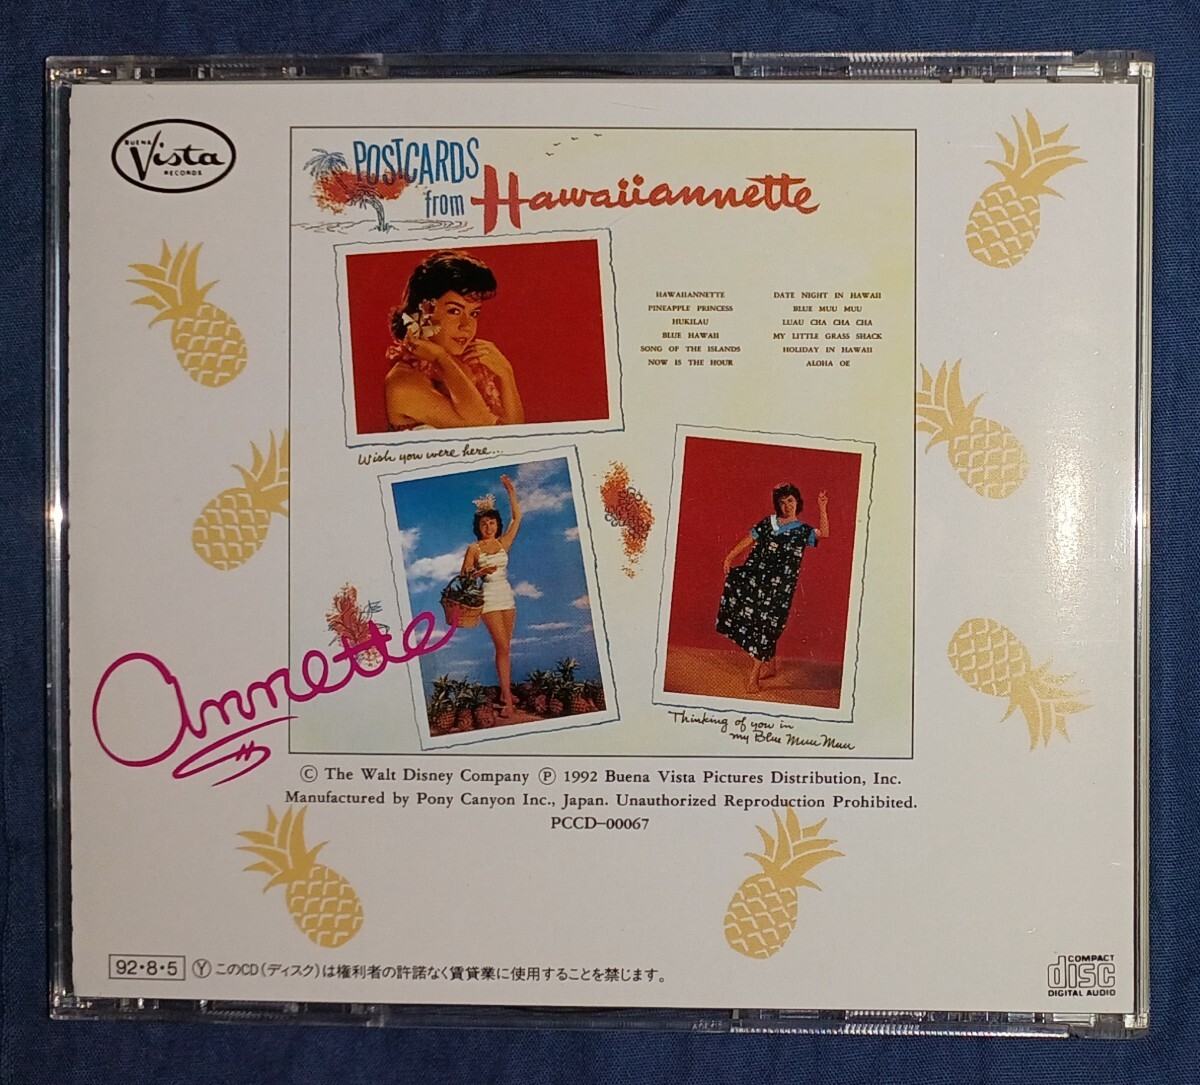 BUENA
Vista
RECORDS
POSTCARDS
from Hawaiiannette
HAWAIIANNETTE
PINEAPPLE PRINCESS
HUKILAU
BLUE HAWAII
SONG OF THE ISLANDS
NOW IS THE HOUR
DATE NIGHT IN HAWAII
BLUE MUU MUU
LUAU CHA CHA CHA
MY LITTLE GRASS SHACK
HOLIDAY IN HAWAII
ALOHA OE
Wish you were here...
Thinking of you in
my Blue Muu Muu
annette
© The Walt Disney Company Ⓟ 1992 Buena Vista Pictures Distribution, Inc.
Manufactured by Pony Canyon Inc., Japan. Unauthorized Reproduction Prohibited.
PCCD-00067
92・8・5 Ⓨ このCD(ディスク)は権利者の許諾なく賃貸業に使用することを禁じます。
COMPACT
disc
DIGITAL AUDIO